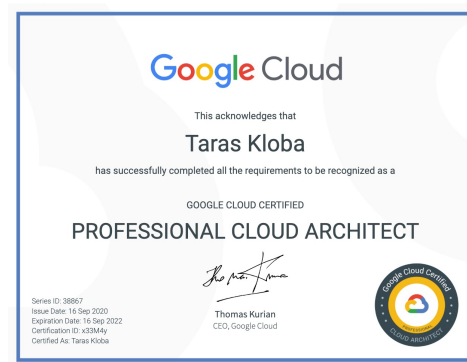 Google Cloud
This acknowledges that
Taras Kloba
has successfully completed all the requirements to be recognized as a
GOOGLE CLOUD CERTIFIED
PROFESSIONAL CLOUD ARCHITECT
Thomas Kurian
CEO, Google Cloud
Series ID: 38867
Issue Date: 16 Sep 2020
Expiration Date: 16 Sep 2022
Certification ID: x33M4y
Certified As: Taras Kloba
Google Cloud Certified
PROFESSIONAL
CLOUD ARCHITECT